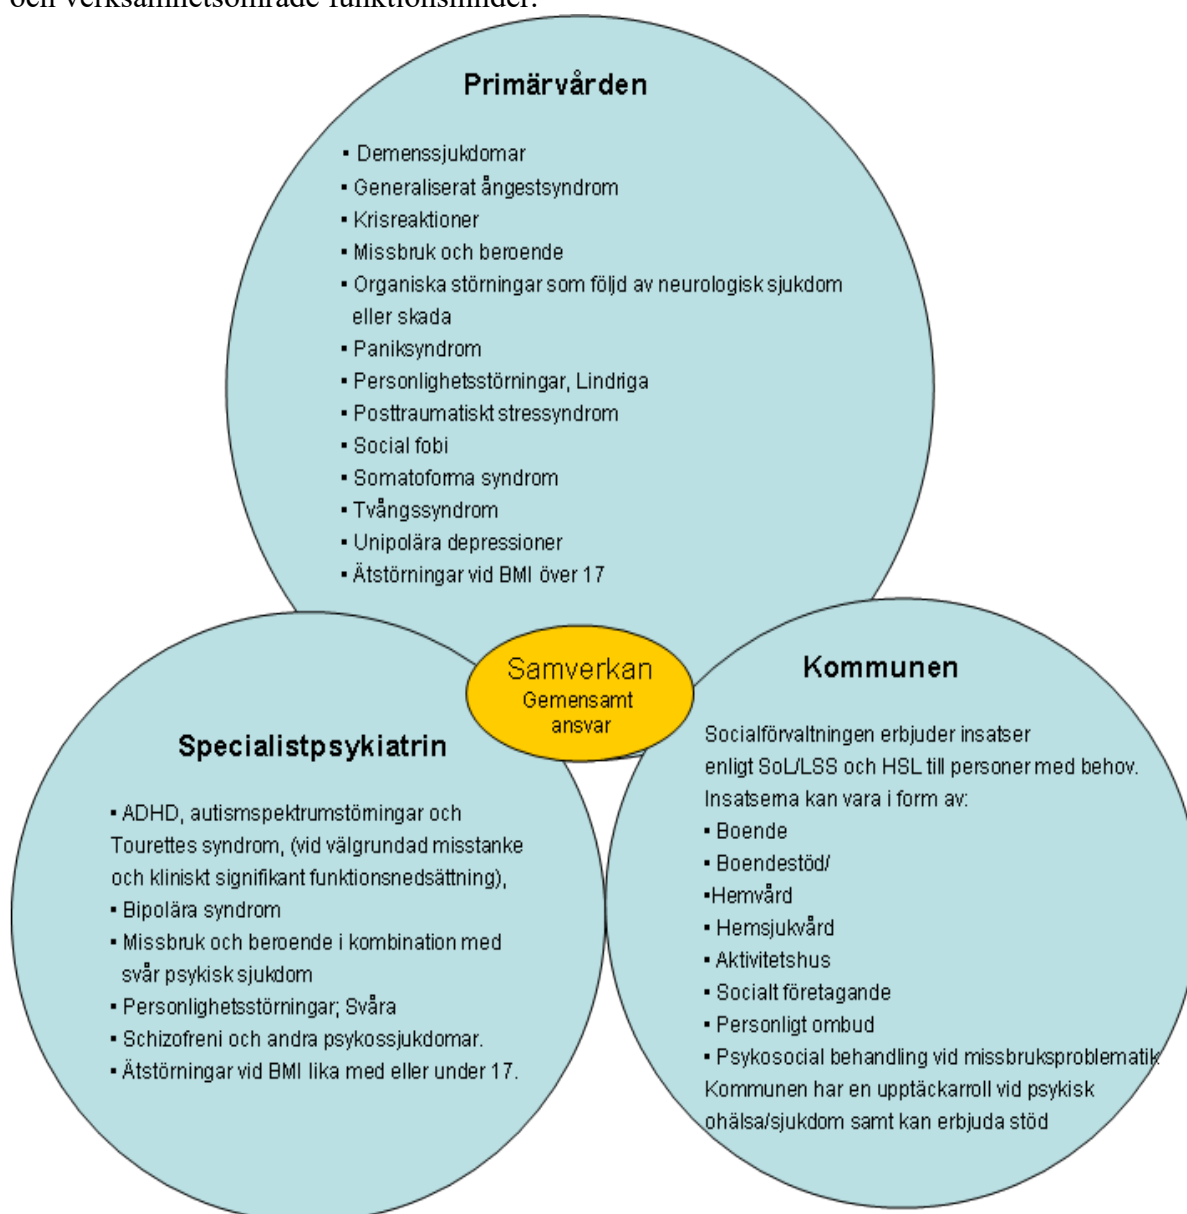 och verksamhetsområde funktionshinder.
Primärvården
▪ Demenssjukdomar
▪ Generaliserat ångestsyndrom
▪ Krisreaktioner
▪ Missbruk och beroende
▪ Organiska störningar som följd av neurologisk sjukdom
eller skada
▪ Paniksyndrom
▪ Personlighetsstörningar, Lindriga
▪ Posttraumatiskt stressyndrom
▪ Social fobi
▪ Somatoforma syndrom
▪ Tvångssyndrom
▪ Unipolära depressioner
▪ Ätstörningar vid BMI över 17
Samverkan
Gemensamt
ansvar
Specialistpsykiatrin
▪ ADHD, autismspektrumstörningar och
Tourettes syndrom, (vid välgrundad misstanke
och kliniskt signifikant funktionsnedsättning),
▪ Bipolära syndrom
▪ Missbruk och beroende i kombination med
svår psykisk sjukdom
▪ Personlighetsstörningar; Svåra
▪ Schizofreni och andra psykossjukdomar.
▪ Ätstörningar vid BMI lika med eller under 17.
Kommunen
Socialförvaltningen erbjuder insatser
enligt SoL/LSS och HSL till personer med behov.
Insatserna kan vara i form av:
▪ Boende
▪ Boendestöd/
▪Hemvård
▪ Hemsjukvård
▪ Aktivitetshus
▪ Socialt företagande
▪ Personligt ombud
▪ Psykosocial behandling vid missbruksproblematik
Kommunen har en upptäckarroll vid psykisk
ohälsa/sjukdom samt kan erbjuda stöd